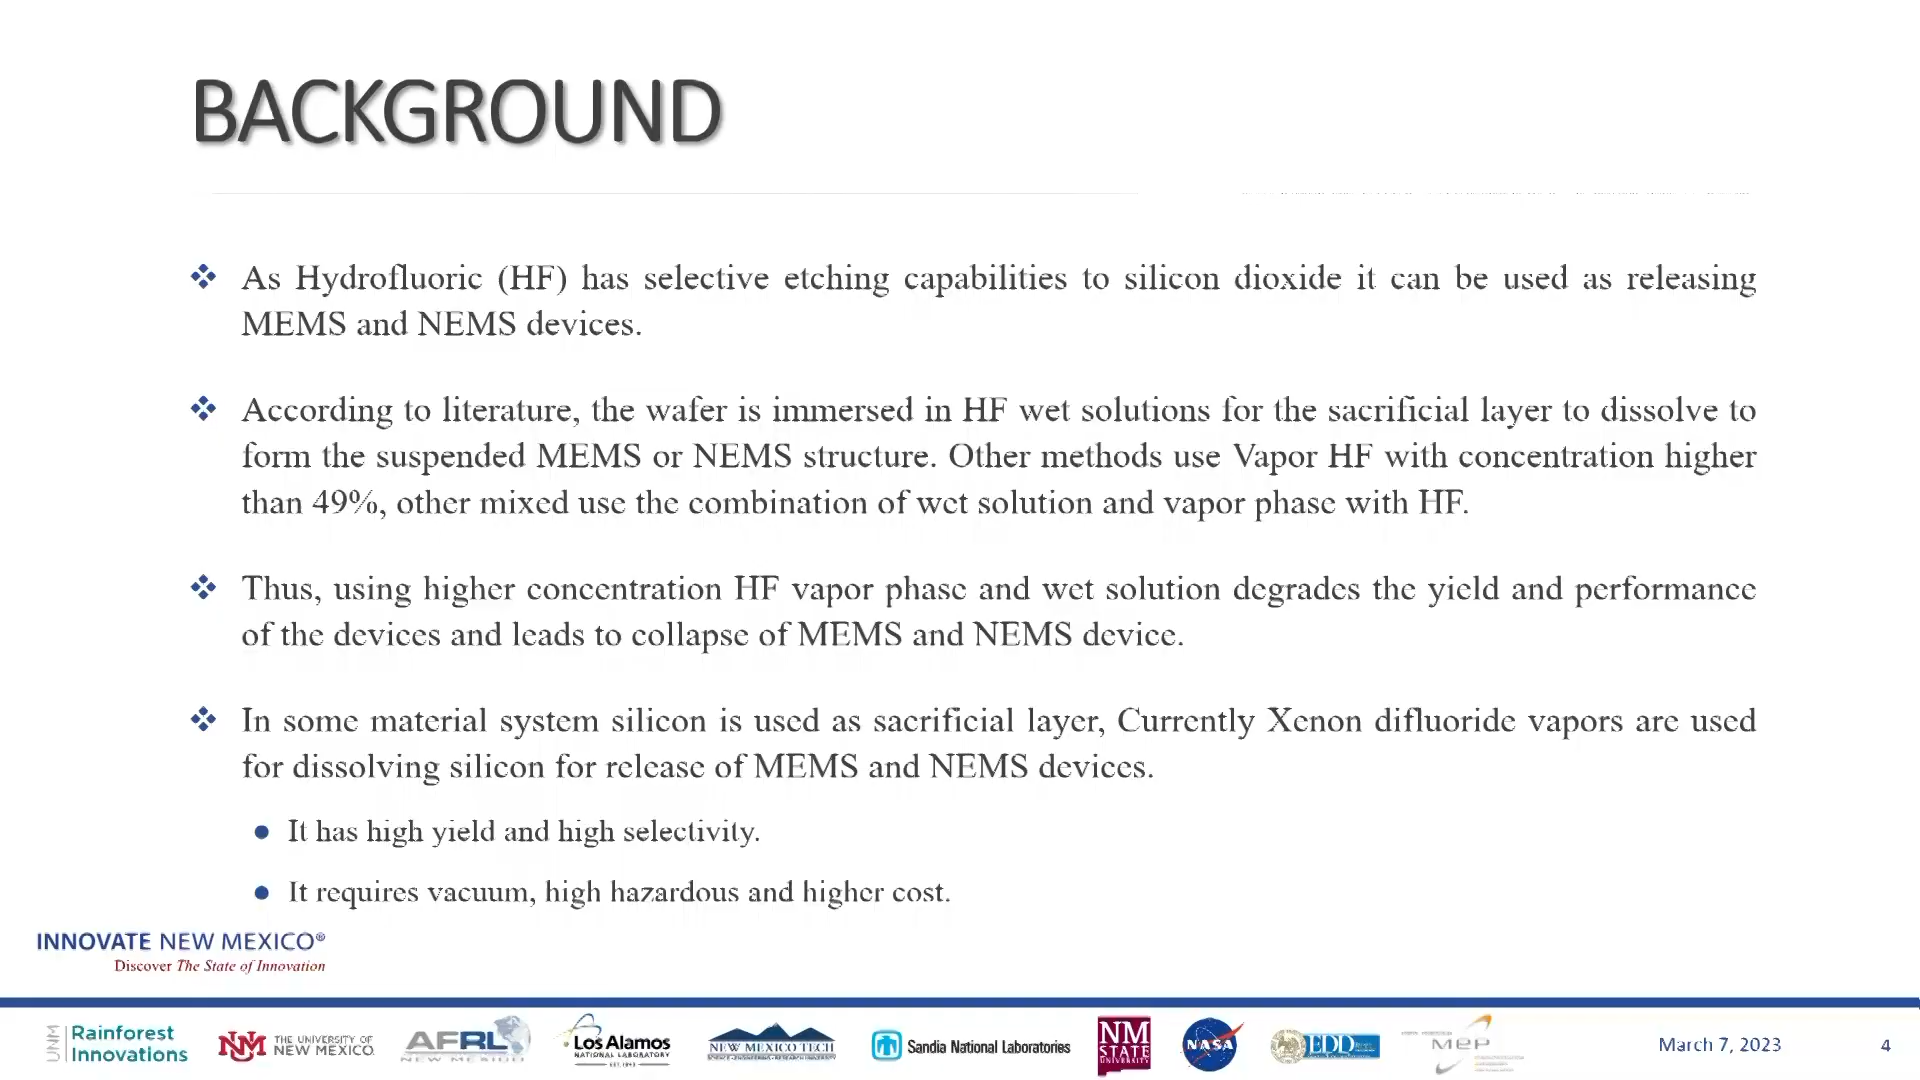 BACKGROUND
❖ As Hydrofluoric (HF) has selective etching capabilities to silicon dioxide it can be used as releasing
MEMS and NEMS devices.
❖ According to literature, the wafer is immersed in HF wet solutions for the sacrificial layer to dissolve to
form the suspended MEMS or NEMS structure. Other methods use Vapor HF with concentration higher
than 49%, other mixed use the combination of wet solution and vapor phase with HF.
❖ Thus, using higher concentration HF vapor phase and wet solution degrades the yield and performance
of the devices and leads to collapse of MEMS and NEMS device.
❖ In some material system silicon is used as sacrificial layer, Currently Xenon difluoride vapors are used
for dissolving silicon for release of MEMS and NEMS devices.
● It has high yield and high selectivity.
● It requires vacuum, high hazardous and higher cost.
INNOVATE NEW MEXICO®
Discover The State of Innovation
UNM
Rainforest
Innovations
NM
THE UNIVERSITY OF
NEW MEXICO
AFRL
NEW MEXICO
Los Alamos
NATIONAL LABORATORY
EST. 1943
NEW MEXICO TECH
SCIENCE • ENGINEERING • RESEARCH UNIVERSITY
Sandia National Laboratories
NM
STATE
UNIVERSITY
NASA
EDD
MEP
March 7, 2023
4